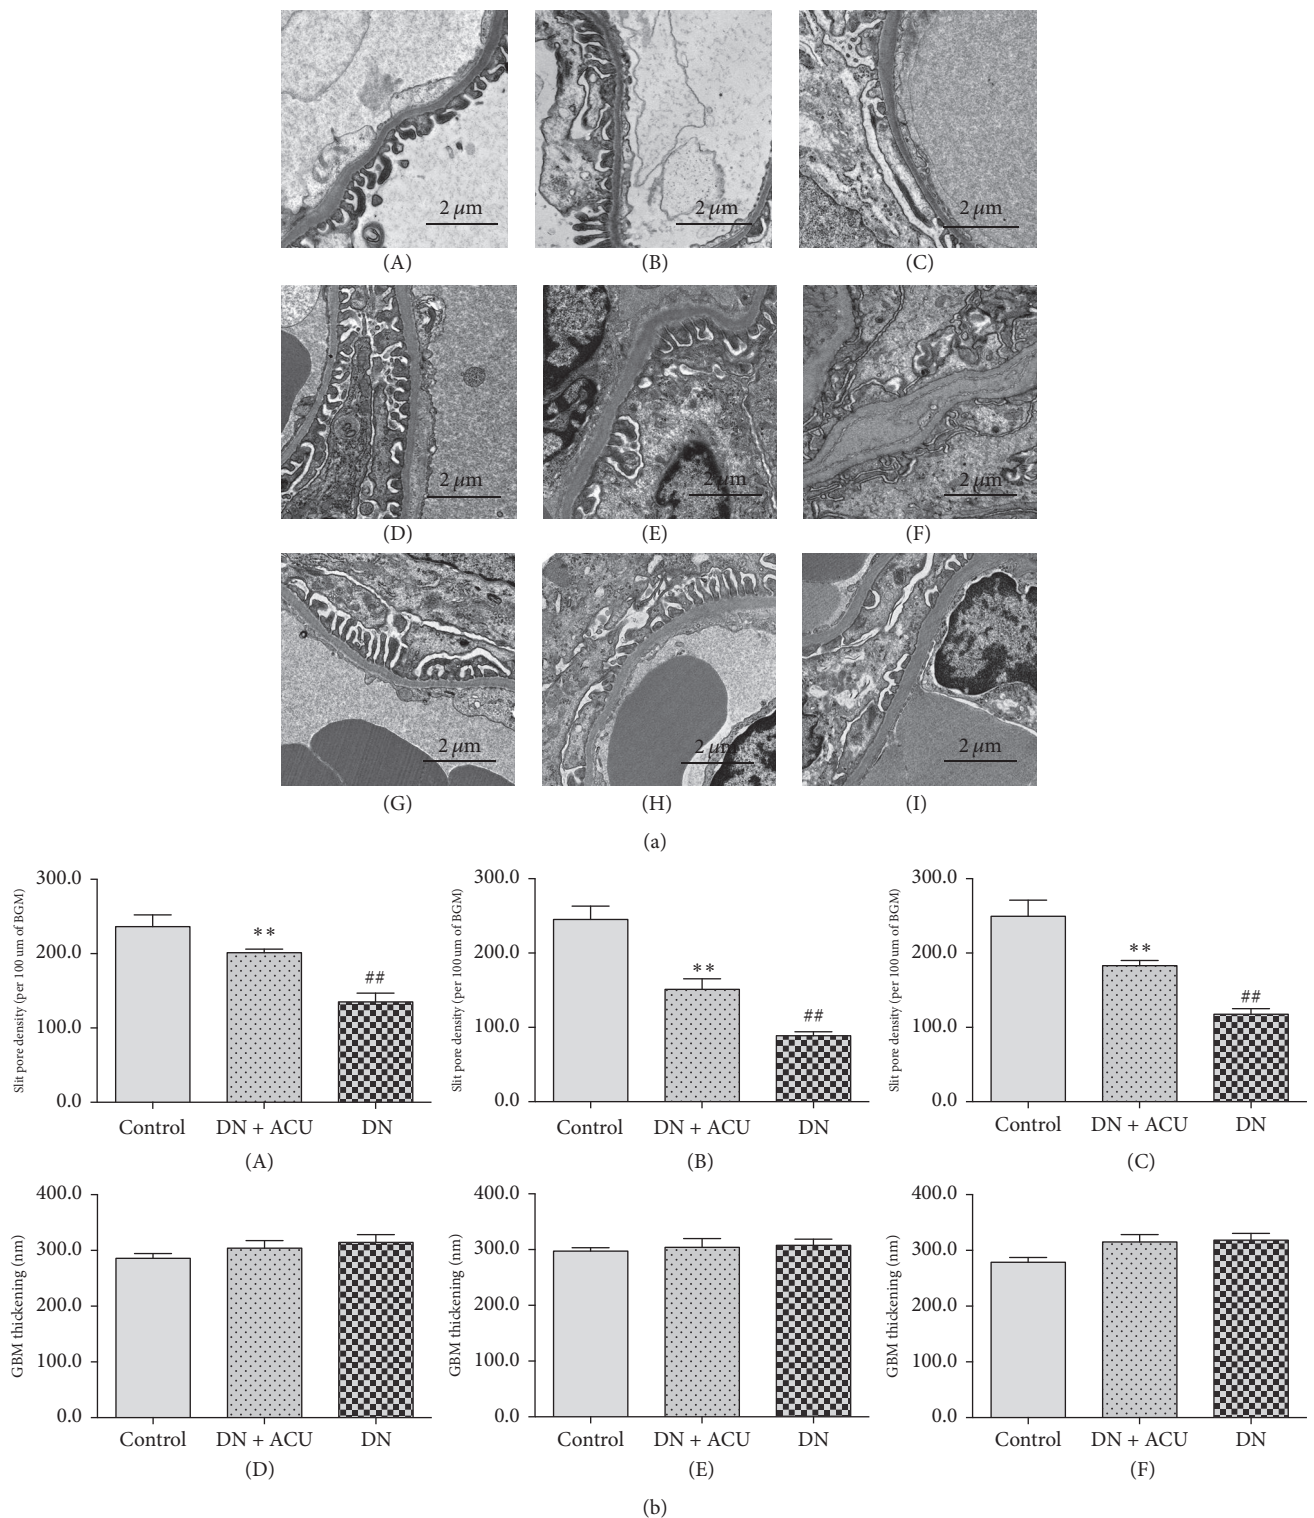 2 μm
2 μm
2 μm
(A)
(B)
(C)
2 μm
2 μm
2 μm
(D)
(E)
(F)
2 μm
2 μm
2 μm
(G)
(H)
(I)
(a)
Slit pore density (per 100 um of BGM)
300.0
200.0
100.0
0.0
**
##
Control
DN + ACU
DN
(A)
Slit pore density (per 100 um of BGM)
300.0
200.0
100.0
0.0
**
##
Control
DN + ACU
DN
(B)
Slit pore density (per 100 um of BGM)
300.0
200.0
100.0
0.0
**
##
Control
DN + ACU
DN
(C)
GBM thickening (nm)
400.0
300.0
200.0
100.0
0.0
Control
DN + ACU
DN
(D)
GBM thickening (nm)
400.0
300.0
200.0
100.0
0.0
Control
DN + ACU
DN
(E)
GBM thickening (nm)
400.0
300.0
200.0
100.0
0.0
Control
DN + ACU
DN
(F)
(b)